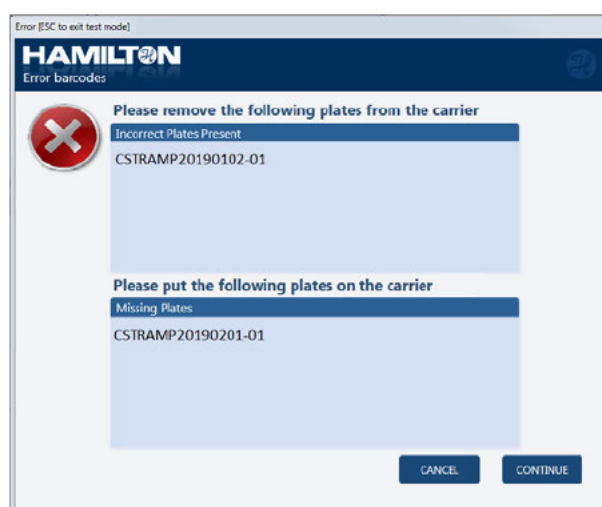 Error [ESC to exit test mode]
HAMILTON
Error barcodes
Please remove the following plates from the carrier
Incorrect Plates Present
CSTRAMP20190102-01
Please put the following plates on the carrier
Missing Plates
CSTRAMP20190201-01
CANCEL CONTINUE